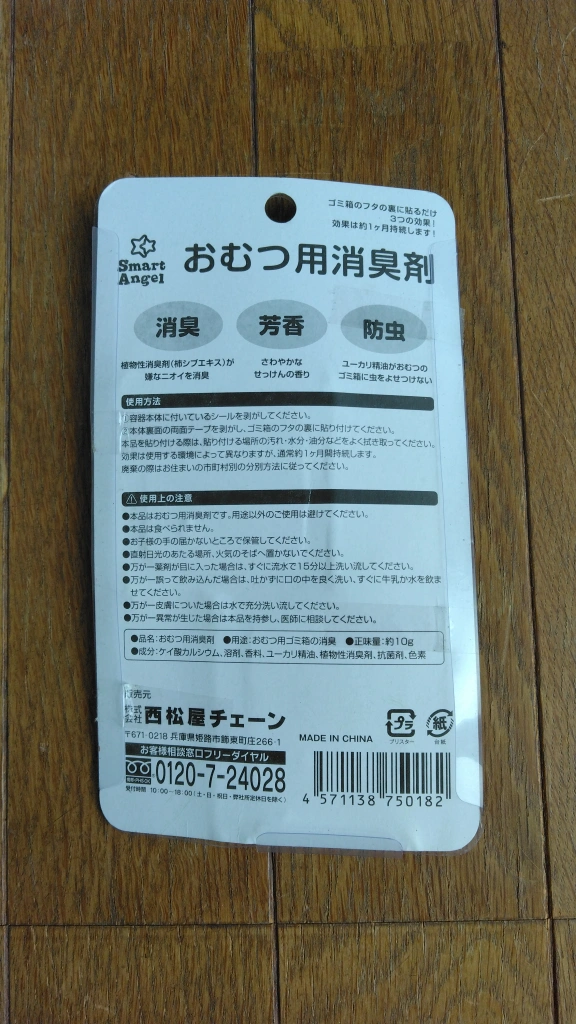 ゴミ箱のフタの裏に貼るだけ
3つの効果!
効果は約1ヶ月持続します!
Smart
Angel
おむつ用消臭剤
消臭
芳香
防虫
植物性消臭剤(柿シブエキス)が
嫌なニオイを消臭
さわやかな
せっけんの香り
ユーカリ精油がおむつの
ゴミ箱に虫をよせつけない
使用方法
①容器本体に付いているシールを剥がしてください。
②本体裏面の両面テープを剥がし、ゴミ箱のフタの裏に貼り付けてください。
本品を貼り付ける際は、貼り付ける場所の汚れ・水分・油分などをよく拭き取ってください。
効果は使用する環境によって異なりますが、通常約1ヶ月間持続します。
廃棄の際はお住まいの市町村別の分別方法に従ってください。
使用上の注意
●本品はおむつ用消臭剤です。用途以外のご使用は避けてください。
●本品は食べられません。
●お子様の手の届かないところで保管してください。
●直射日光のあたる場所、火気のそばへ置かないでください。
●万が一薬剤が目に入った場合は、すぐに流水で15分以上洗い流してください。
●万が一誤って飲み込んだ場合は、吐かずに口の中を良く洗い、すぐに牛乳か水を飲ま
せてください。
●万が一皮膚についた場合は水で充分洗い流してください。
●万が一異常が生じた場合は本品を持参し、医師に相談してください。
●品名:おむつ用消臭剤 ●用途:おむつ用ゴミ箱の消臭 ●正味量:約10g
●成分:ケイ酸カルシウム、溶剤、香料、ユーカリ精油、植物性消臭剤、抗菌剤、色素
販売元
株式会社 西松屋チェーン
〒671-0218 兵庫県姫路市飾東町庄266-1
お客様相談窓口フリーダイヤル
0120-7-24028
受付時間 10:00〜18:00(土・日・祝日・弊社所定休日を除く)
MADE IN CHINA
プラ
ブリスター
紙
台紙
4 571138 750182